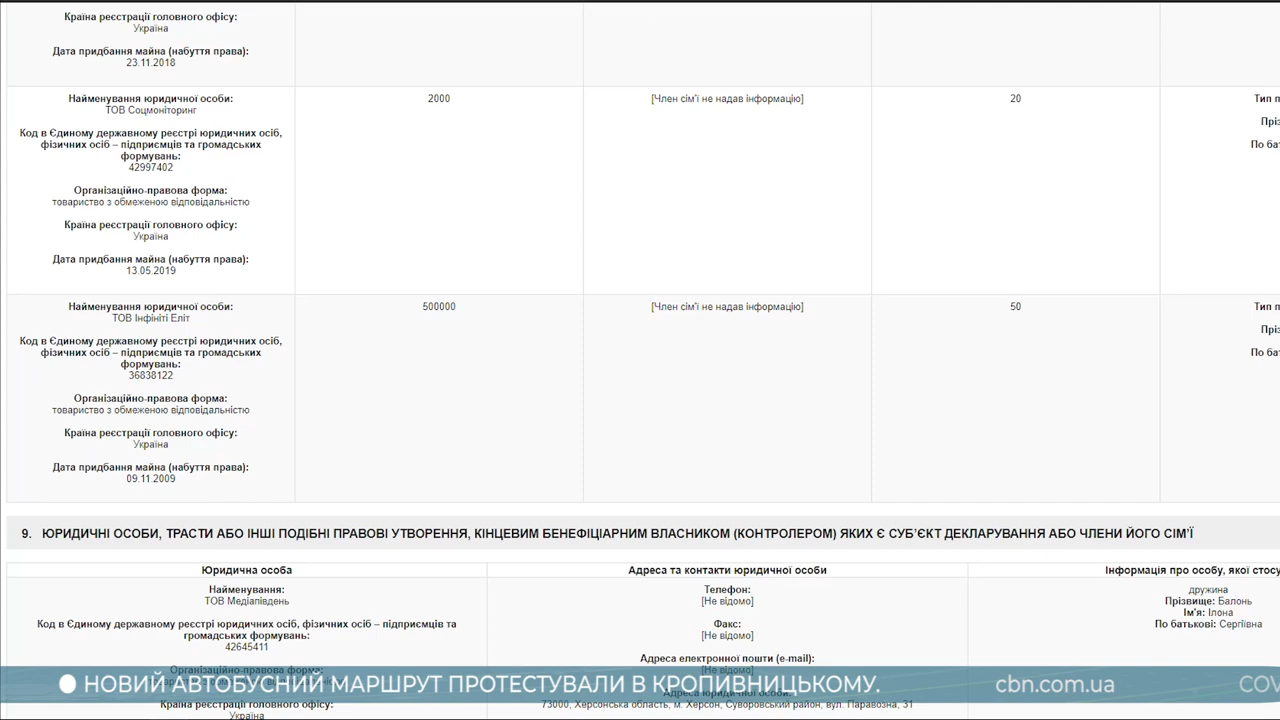 Країна реєстрації головного офісу:
Україна
Дата придбання майна (набуття права):
23.11.2018
Найменування юридичної особи:
ТОВ Соцмоніторинг
Код в Єдиному державному реєстрі юридичних осіб,
фізичних осіб – підприємців та громадських
формувань:
42997402
Організаційно-правова форма:
товариство з обмеженою відповідальністю
Країна реєстрації головного офісу:
Україна
Дата придбання майна (набуття права):
13.05.2019
2000
[Член сім'ї не надав інформацію]
20
Тип
По
Найменування юридичної особи:
ТОВ Інфініті Еліт
Код в Єдиному державному реєстрі юридичних осіб,
фізичних осіб – підприємців та громадських
формувань:
36838122
Організаційно-правова форма:
товариство з обмеженою відповідальністю
Країна реєстрації головного офісу:
Україна
Дата придбання майна (набуття права):
09.11.2009
500000
[Член сім'ї не надав інформацію]
50
Тип
По
9. ЮРИДИЧНІ ОСОБИ, ТРАСТИ АБО ІНШІ ПОДІБНІ ПРАВОВІ УТВОРЕННЯ, КІНЦЕВИМ БЕНЕФІЦІАРНИМ ВЛАСНИКОМ (КОНТРОЛЕРОМ) ЯКИХ Є СУБ'ЄКТ ДЕКЛАРУВАННЯ АБО ЧЛЕНИ ЙОГО СІМ'Ї
Юридична особа
Адреса та контакти юридичної особи
Інформація про особу, якої
Найменування:
ТОВ Медіапівдень
Код в Єдиному державному реєстрі юридичних осіб, фізичних осіб – підприємців та
громадських формувань:
42645411
Організаційно-правова форма:
Країна реєстрації головного офісу:
Україна
Телефон:
[Не відомо]
Факс:
[Не відомо]
Адреса електронної пошти (e-mail):
[Не відомо]
Адреса юридичної особи:
73000, Херсонська область, м. Херсон, Суворовський район, вул. Паравозна, 31
дружина
Прізвище: Балонь
Ім'я: Ілона
По батькові: Сергіївна
НОВИЙ АВТОБУСНИЙ МАРШРУТ ПРОТЕСТУВАЛИ В КРОПИВНИЦЬКОМУ.
cbn.com.ua